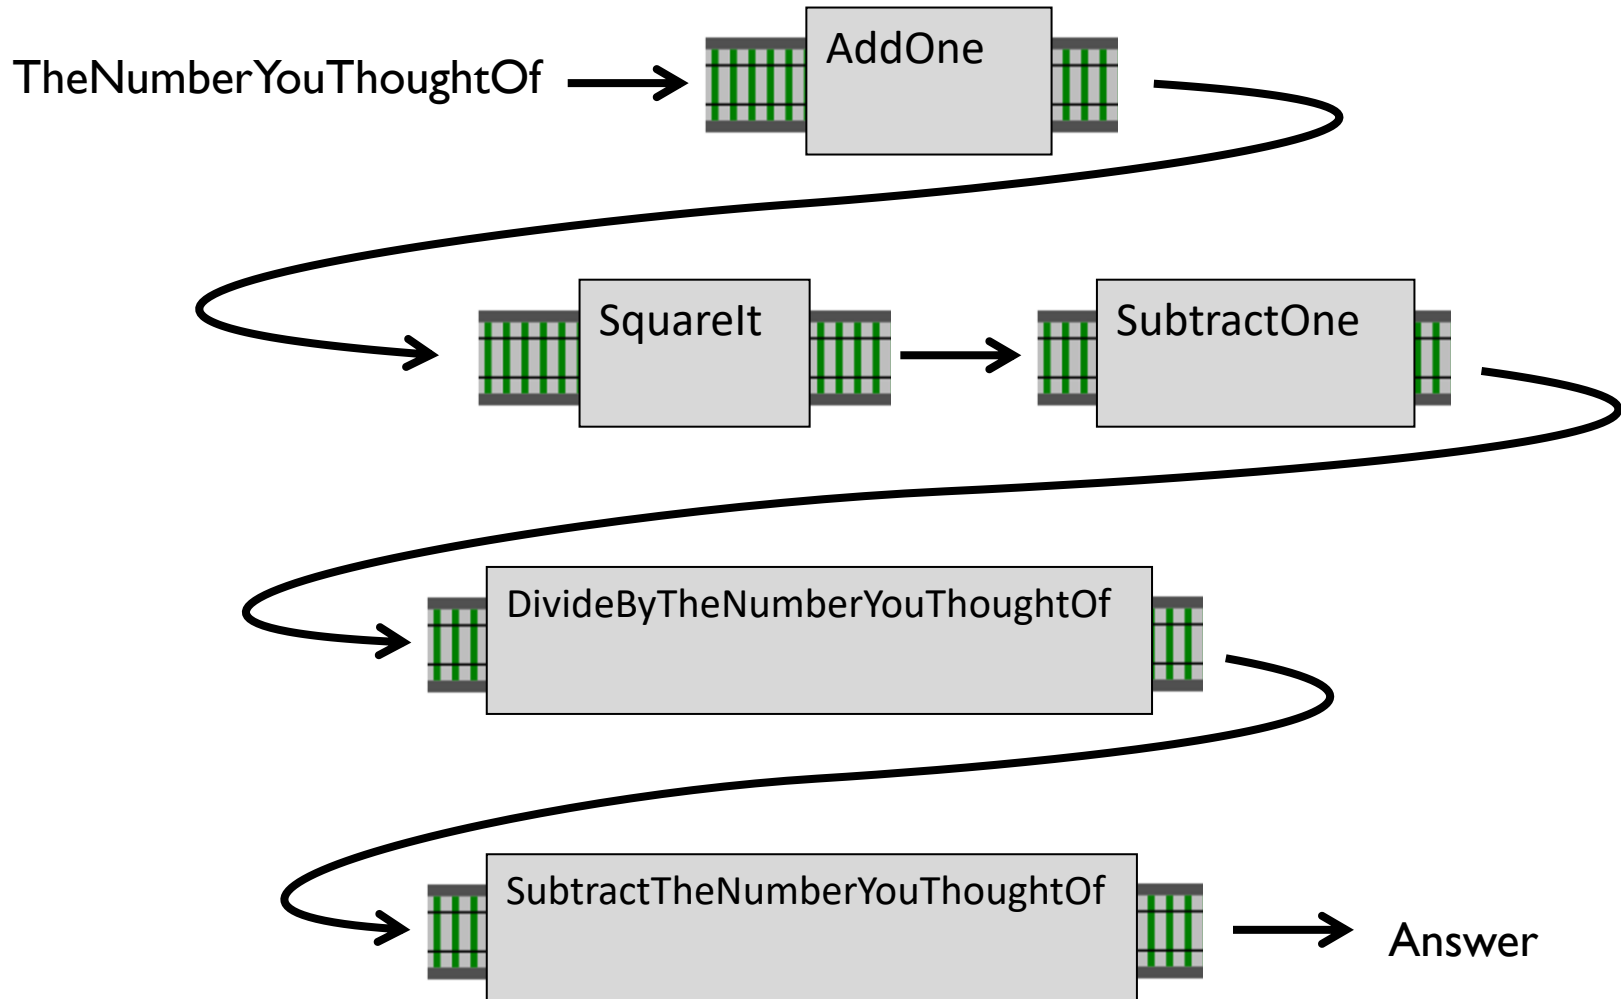 TheNumberYouThoughtOf
AddOne
SquareIt
SubtractOne
DivideByTheNumberYouThoughtOf
SubtractTheNumberYouThoughtOf
Answer